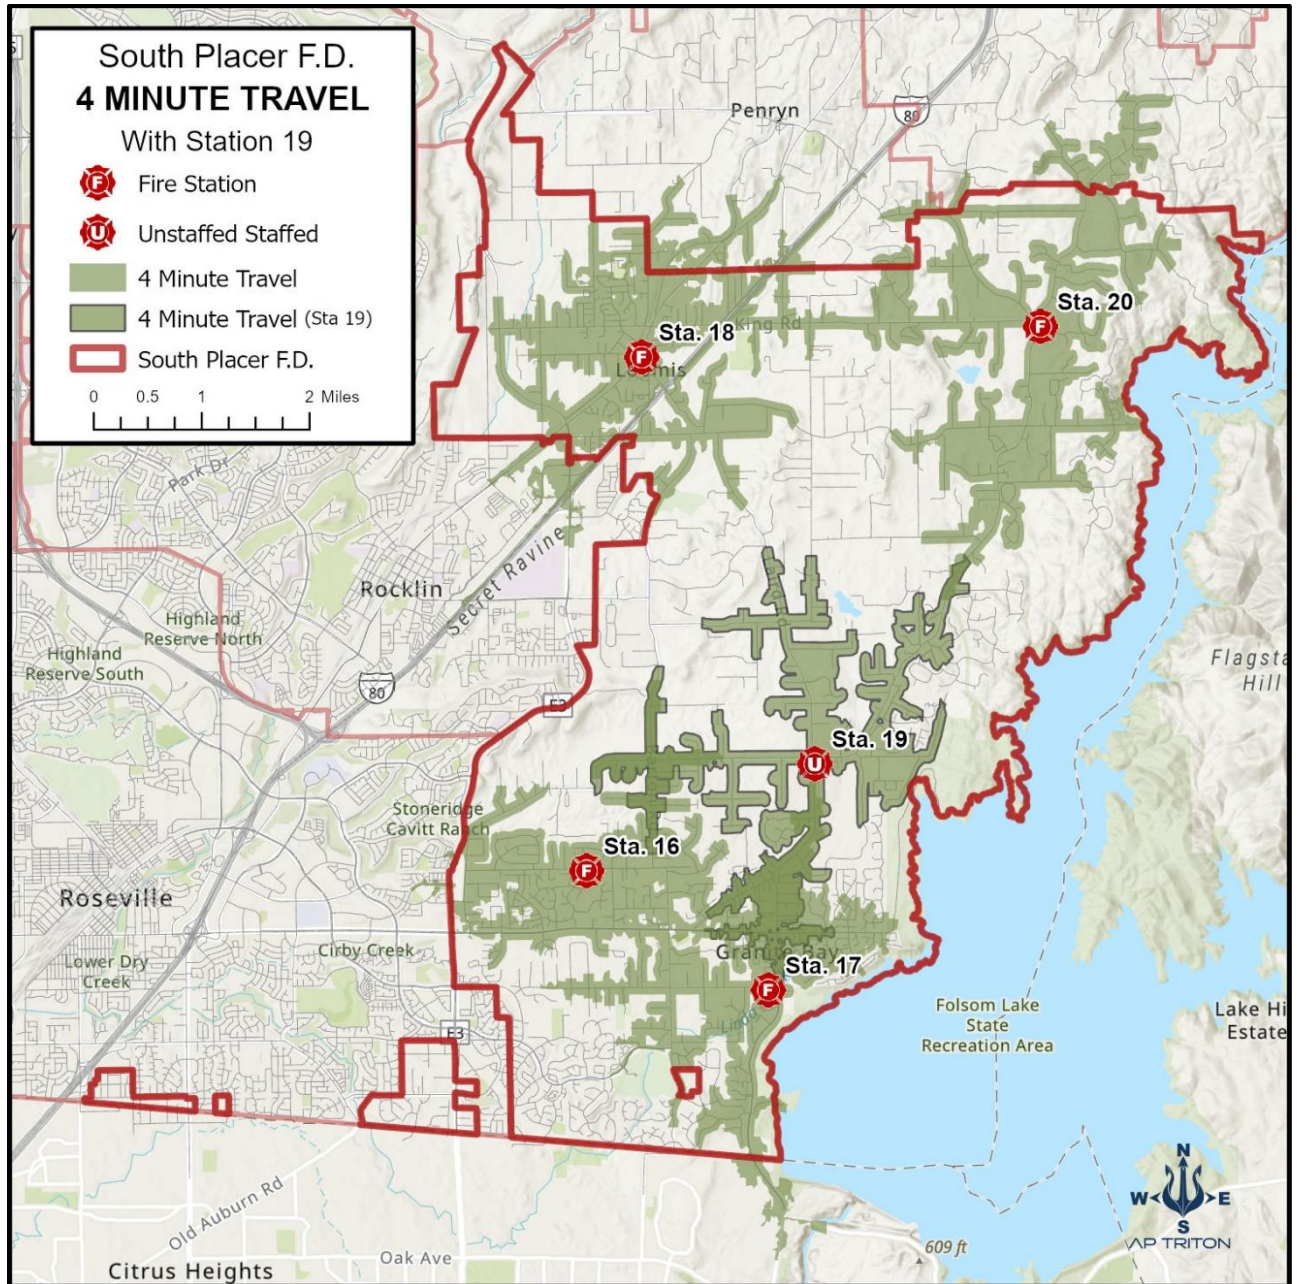 South Placer F.D.
4 MINUTE TRAVEL
With Station 19
F Fire Station
U Unstaffed Staffed
4 Minute Travel
4 Minute Travel (Sta 19)
South Placer F.D.
0 0.5 1 2 Miles
Penryn
80
Sta. 20
F
King Rd
Sta. 18
F
Loomis
Park Dr
Secret Ravine
Rocklin
Highland
Reserve North
Highland
Reserve South
80
E3
Flagsta
Hill
Sta. 19
U
Stoneridge
Cavitt Ranch
Sta. 16
F
Roseville
Cirby Creek
Lower Dry
Creek
Granite Bay
Sta. 17
F
E3
Folsom Lake
State
Recreation Area
Lake Hi
Estate
Old Auburn Rd
Oak Ave
Citrus Heights
609 ft
N
W E
S
AP TRITON